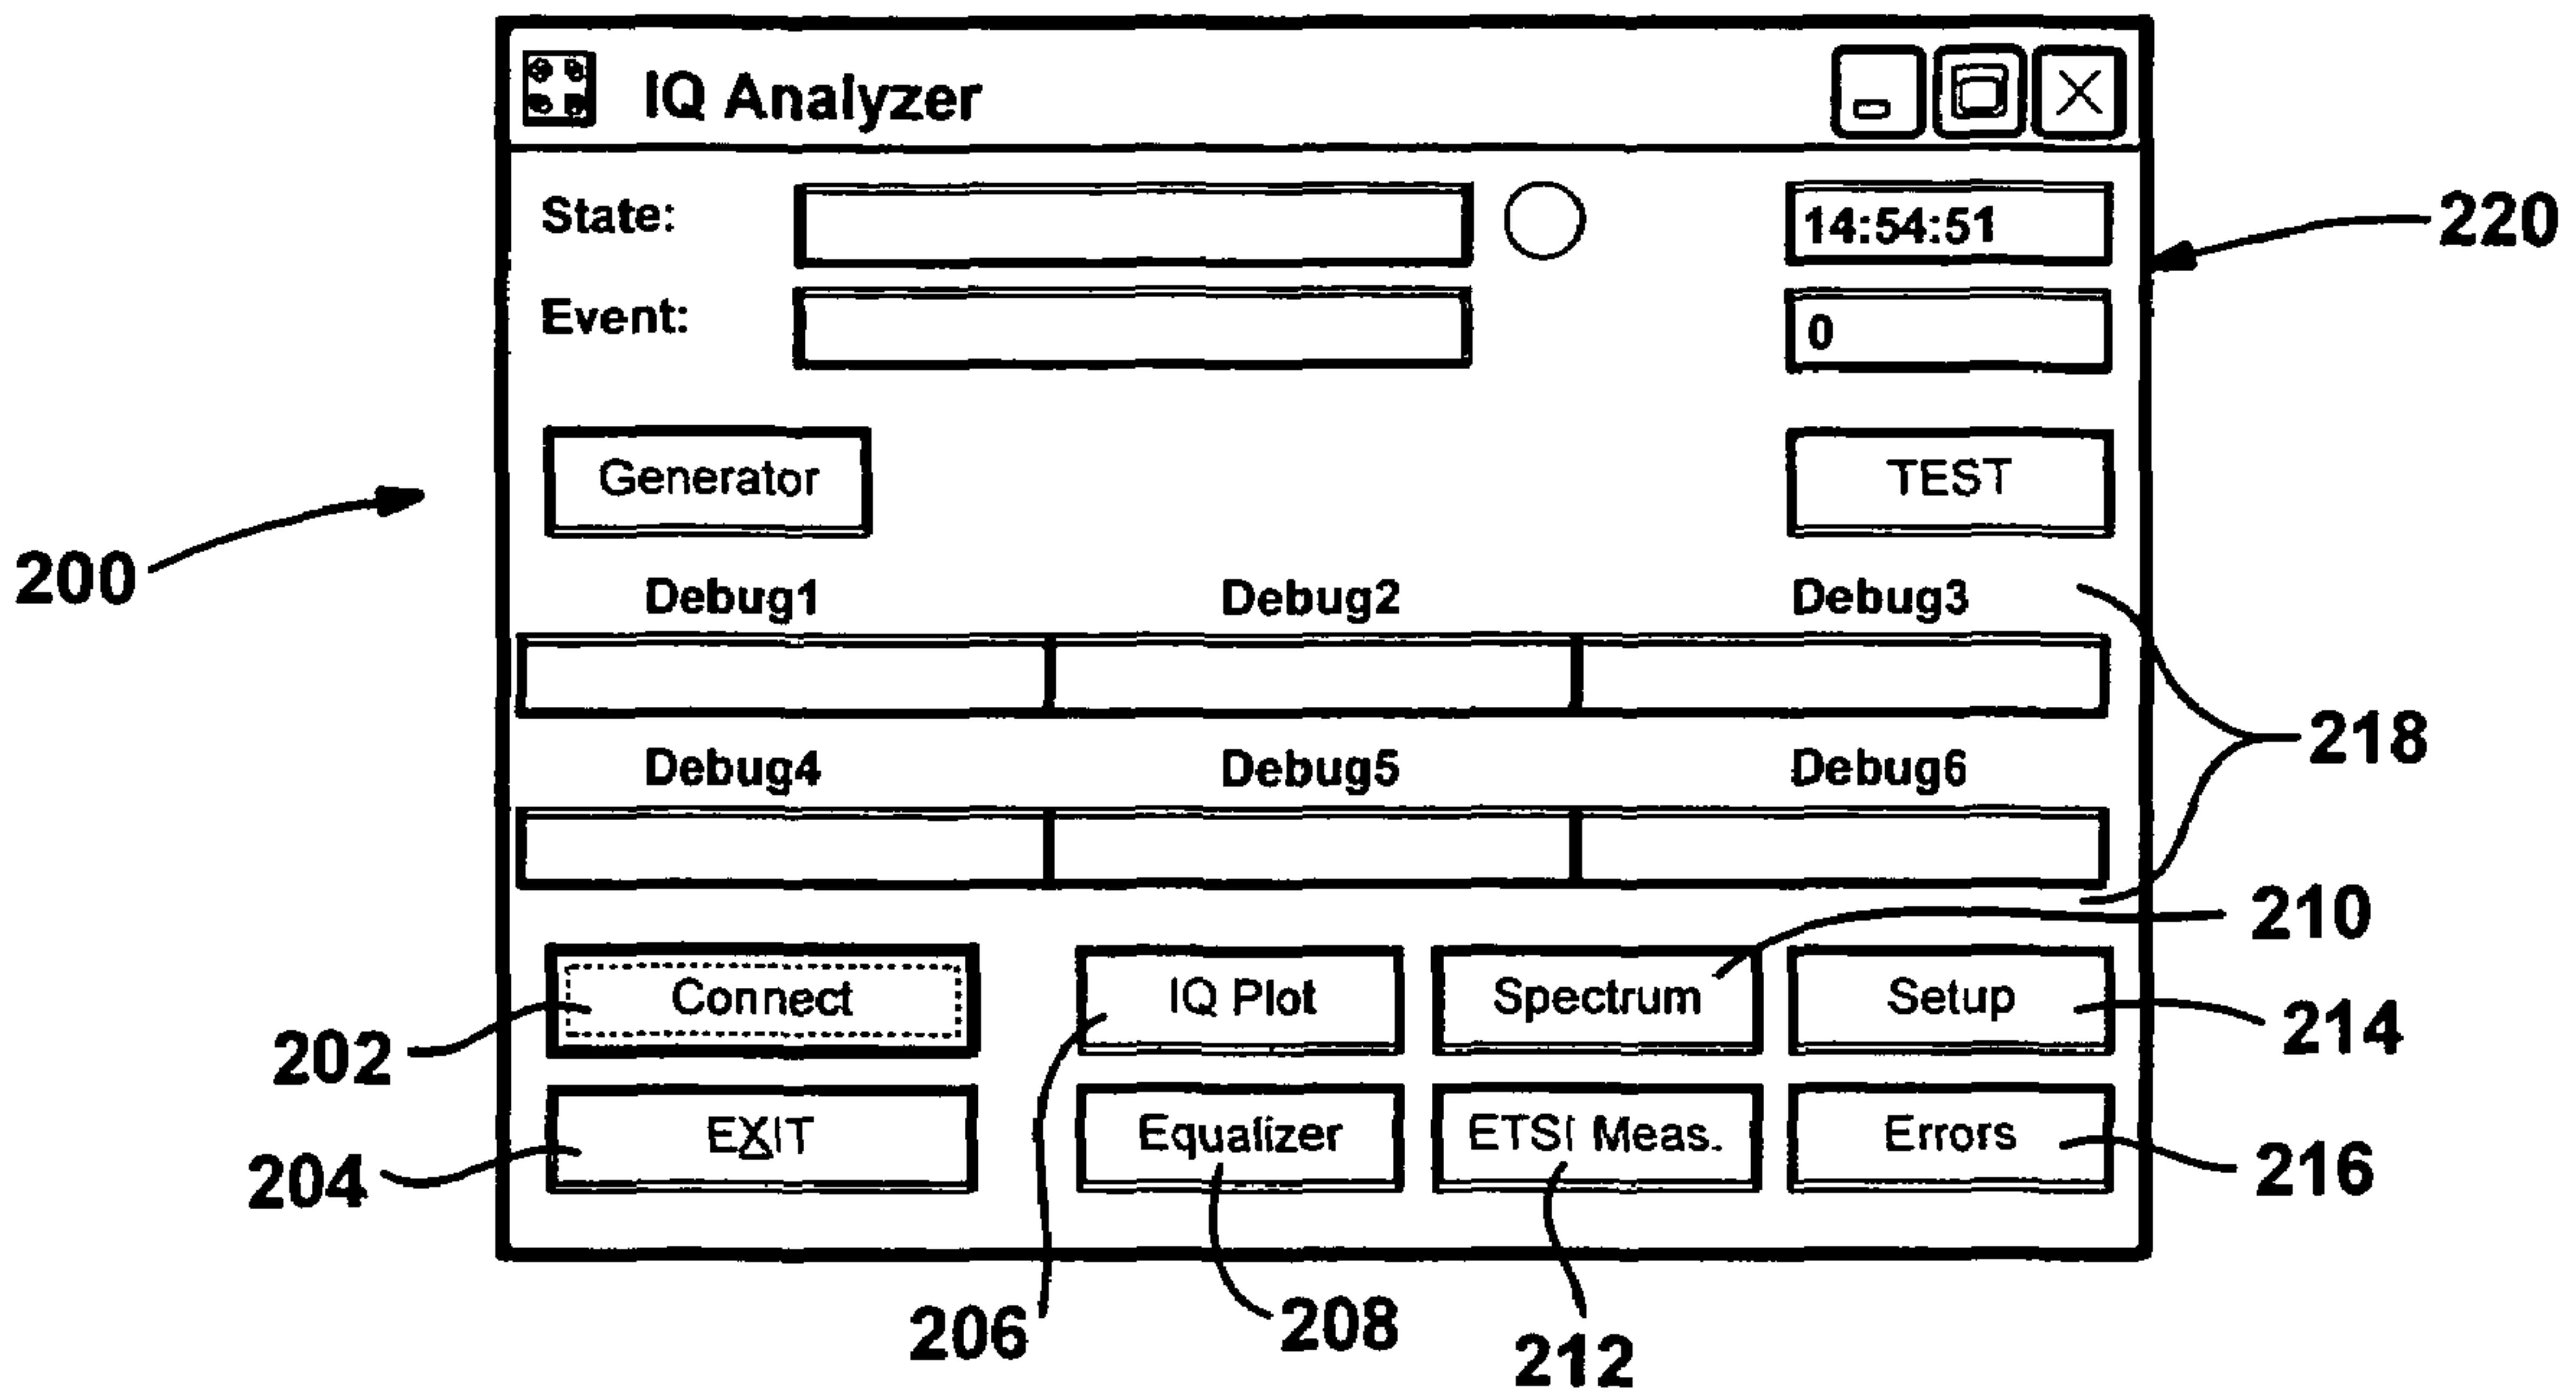 IQ Analyzer
State:
14:54:51
220
Event:
0
Generator
TEST
200
Debug1 Debug2 Debug3
218
Debug4 Debug5 Debug6
210
Connect IQ Plot Spectrum Setup
202
214
EXIT Equalizer ETSI Meas. Errors
204
216
206
208
212